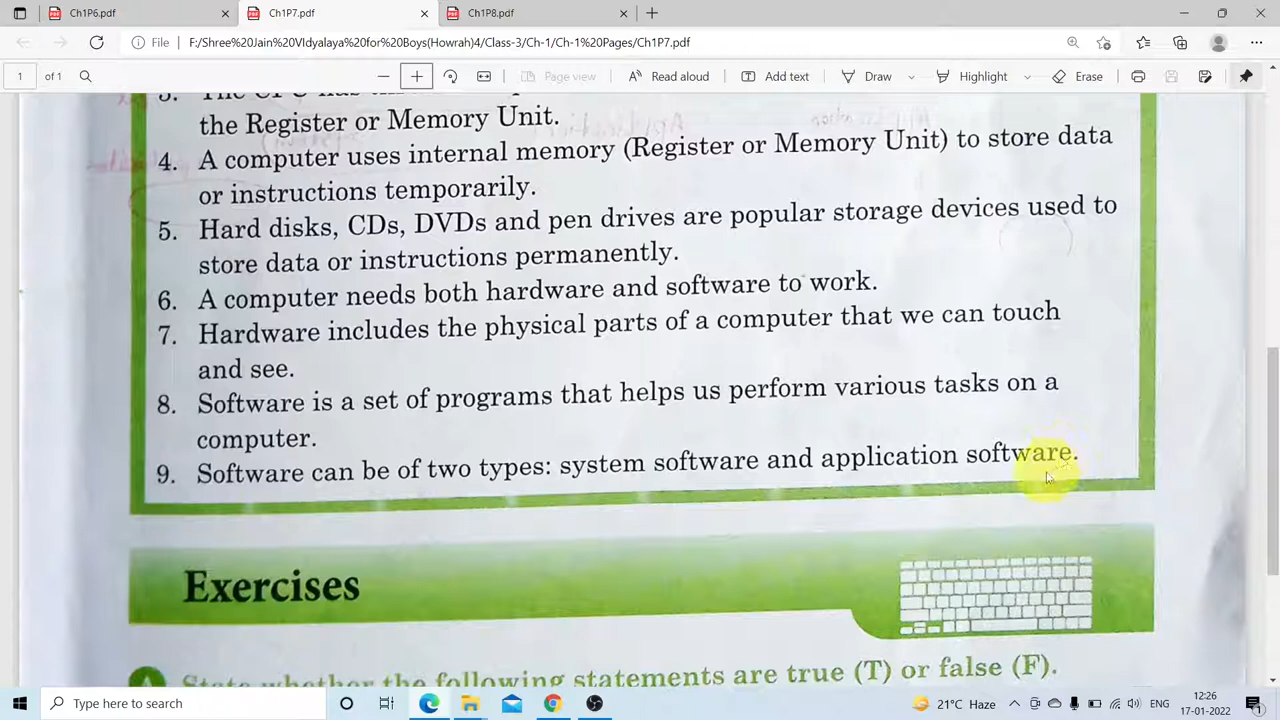 Ch1P6.pdf
Ch1P7.pdf
Ch1P8.pdf
File
F:/Shree%20Jain%20VIdyalaya%20for%20Boys(Howrah)4/Class-3/Ch-1/Ch-1%20Pages/Ch1P7.pdf
1 of 1
Page view
Read aloud
Add text
Draw
Highlight
Erase
3. The CPU has
the Register or Memory Unit.
4. A computer uses internal memory (Register or Memory Unit) to store data
or instructions temporarily.
5. Hard disks, CDs, DVDs and pen drives are popular storage devices used to
store data or instructions permanently.
6. A computer needs both hardware and software to work.
7. Hardware includes the physical parts of a computer that we can touch
and see.
8. Software is a set of programs that helps us perform various tasks on a
computer.
9. Software can be of two types: system software and application software.
Exercises
A State whether the following statements are true (T) or false (F).
Type here to search
21°C Haze
ENG
12:26
17-01-2022
1